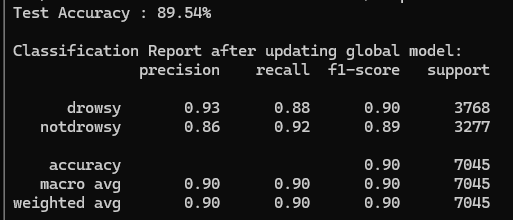 Test Accuracy : 89.54%
Classification Report after updating global model:
precision recall f1-score support
drowsy 0.93 0.88 0.90 3768
notdrowsy 0.86 0.92 0.89 3277
accuracy 0.90 7045
macro avg 0.90 0.90 0.90 7045
weighted avg 0.90 0.90 0.90 7045